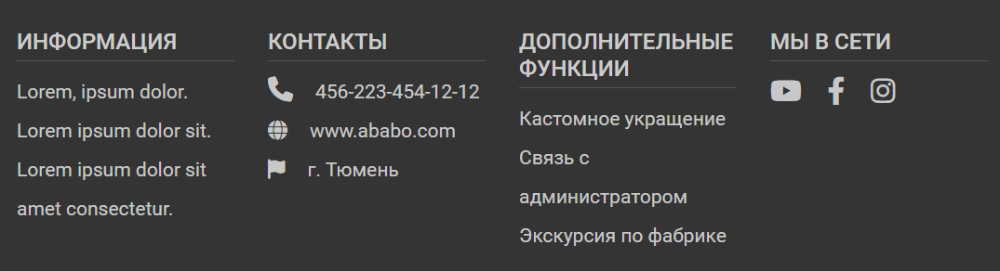 ИНФОРМАЦИЯ
Lorem, ipsum dolor.
Lorem ipsum dolor sit.
Lorem ipsum dolor sit
amet consectetur.
КОНТАКТЫ
456-223-454-12-12
www.ababo.com
г. Тюмень
ДОПОЛНИТЕЛЬНЫЕ
ФУНКЦИИ
Кастомное укращение
Связь с
администратором
Экскурсия по фабрике
МЫ В СЕТИ